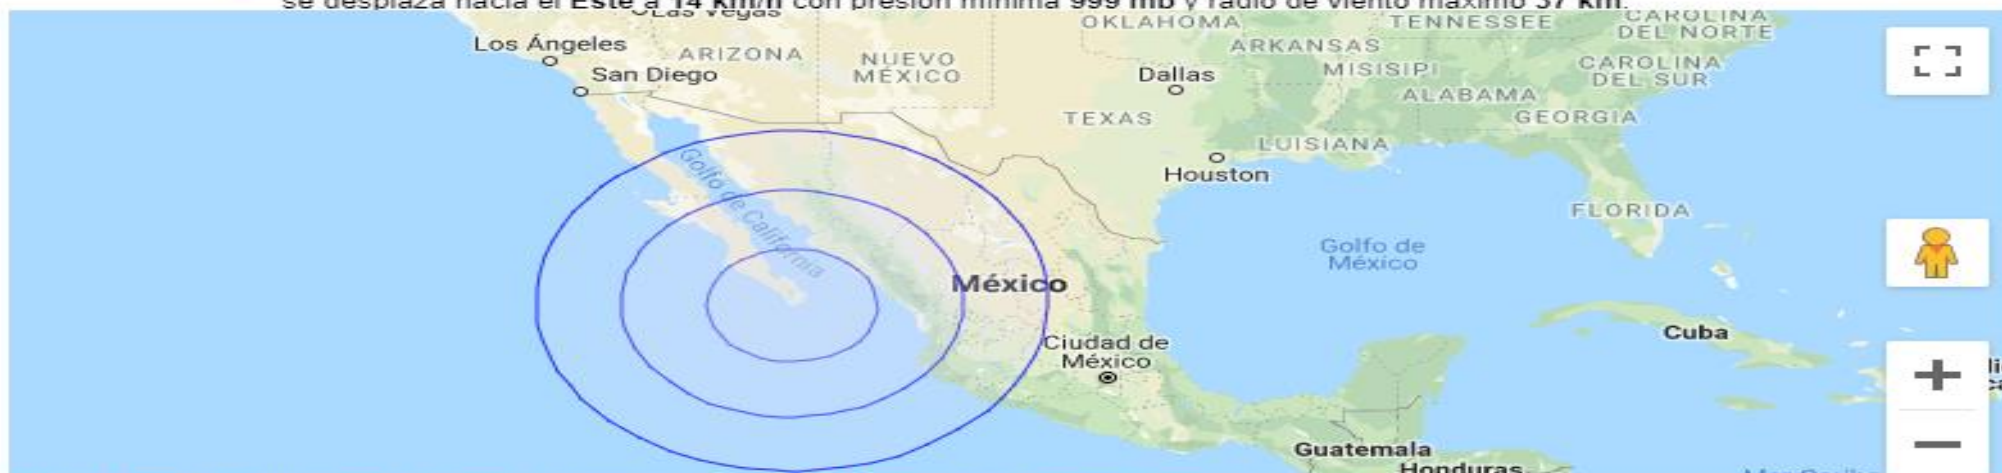 se desplaza hacia el Este a 14 km/h con presión mínima 999 mb y radio de viento máximo 37 km.
Las Vegas
OKLAHOMA
TENNESSEE
CAROLINA
DEL NORTE
Los Ángeles
ARIZONA
NUEVO
MÉXICO
ARKANSAS
San Diego
Dallas
MISISIPI
CAROLINA
DEL SUR
ALABAMA
TEXAS
GEORGIA
LUISIANA
Golfo de California
Houston
FLORIDA
Golfo de
México
México
Cuba
Ciudad de
México
Guatemala
Honduras